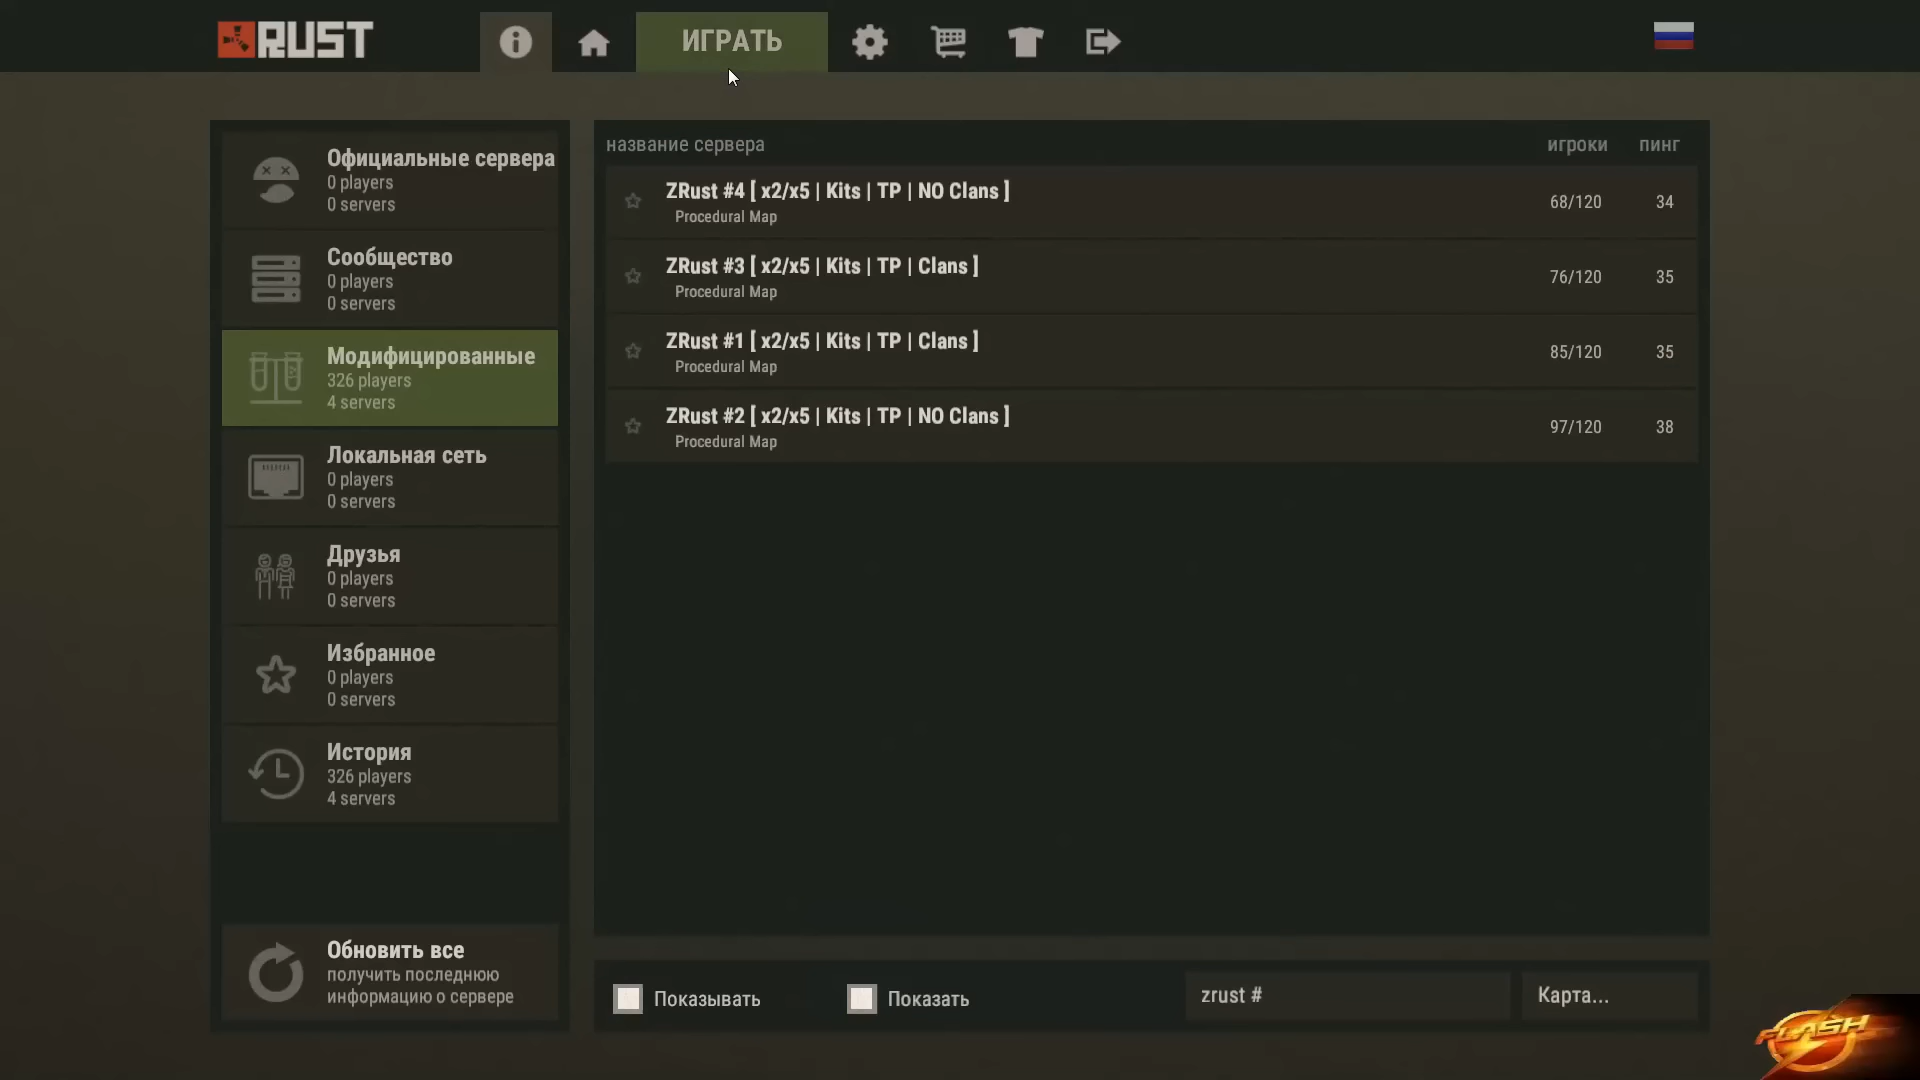 RUST
ИГРАТЬ
Официальные сервера
0 players
0 servers
Сообщество
0 players
0 servers
Модифицированные
326 players
4 servers
Локальная сеть
0 players
0 servers
Друзья
0 players
0 servers
Избранное
0 players
0 servers
История
326 players
4 servers
Обновить все
получить последнюю
информацию о сервере
название сервера игроки пинг
ZRust #4 [ x2/x5 | Kits | TP | NO Clans ] 68/120 34
Procedural Map
ZRust #3 [ x2/x5 | Kits | TP | Clans ] 76/120 35
Procedural Map
ZRust #1 [ x2/x5 | Kits | TP | Clans ] 85/120 35
Procedural Map
ZRust #2 [ x2/x5 | Kits | TP | NO Clans ] 97/120 38
Procedural Map
Показывать Показать zrust # Карта...
FLASH